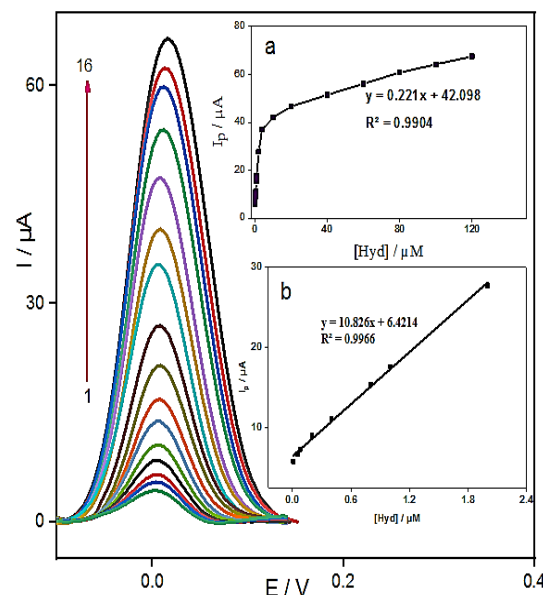 I / µA
60
30
0
0.0
0.2
0.4
E / V
16
1
a
I_p / µA
80
60
40
20
0
y = 0.221x + 42.098
R² = 0.9904
0
40
80
120
[Hyd] / µM
b
I_p / µA
30
20
10
y = 10.826x + 6.4214
R² = 0.9966
0.0
0.6
1.2
1.8
2.4
[Hyd] / µM